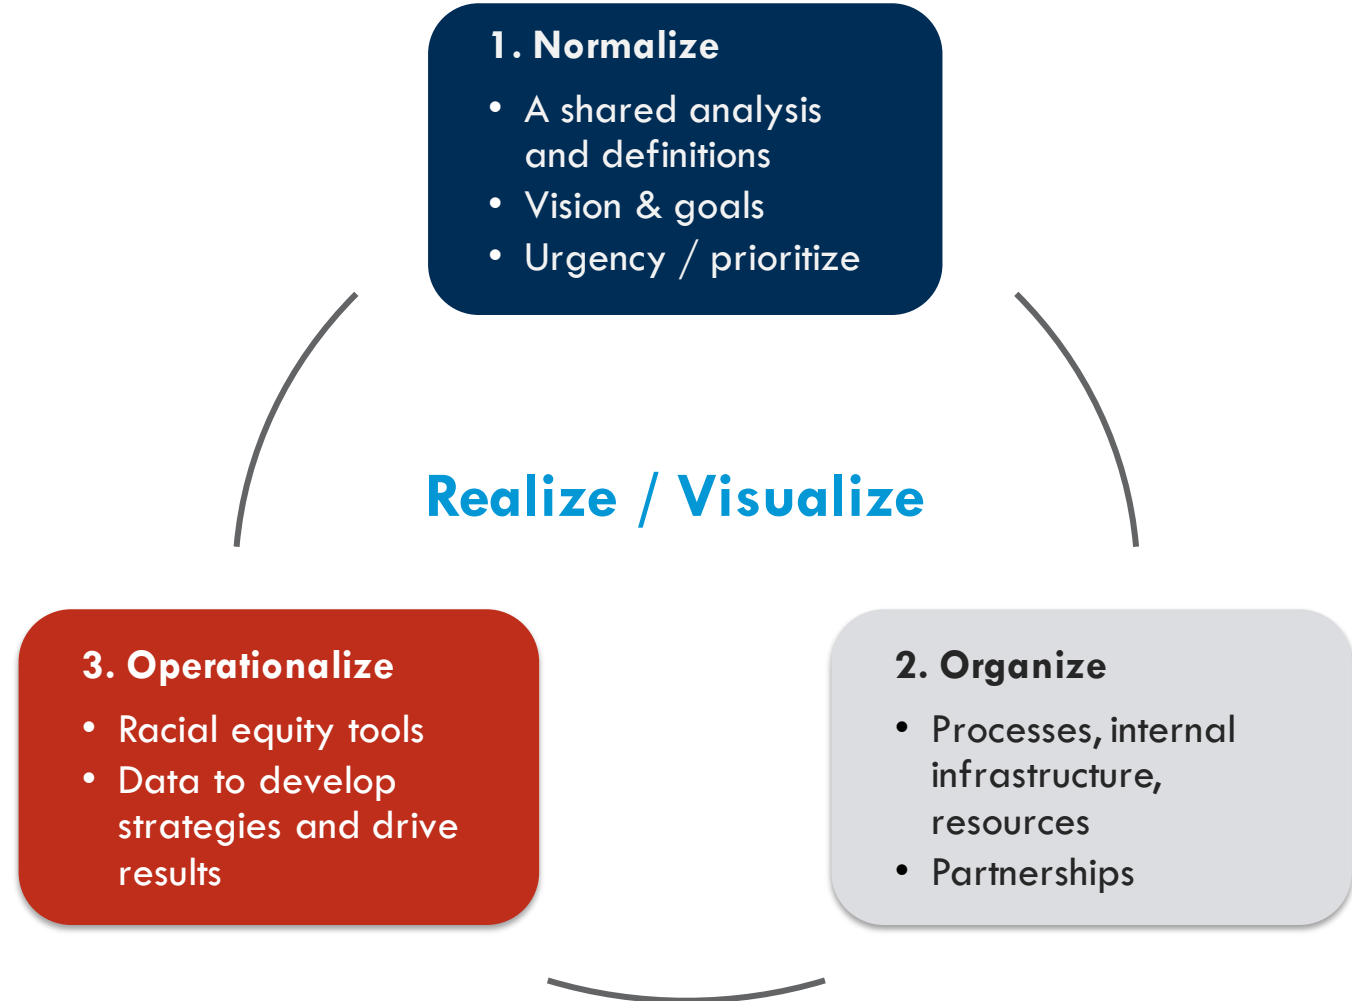 1. Normalize
• A shared analysis
and definitions
• Vision & goals
• Urgency / prioritize
Realize / Visualize
3. Operationalize
• Racial equity tools
• Data to develop
strategies and drive
results
2. Organize
• Processes, internal
infrastructure,
resources
• Partnerships